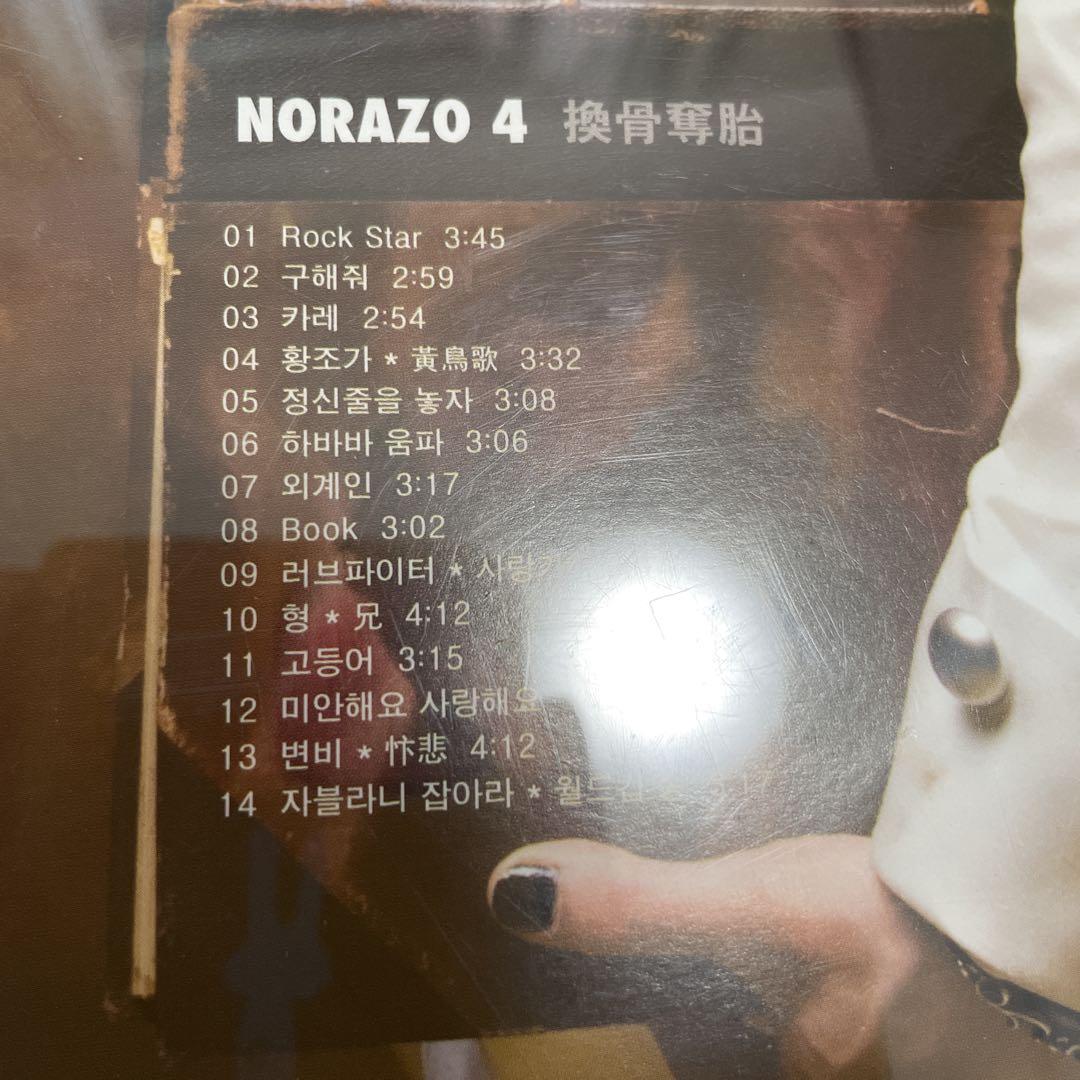 NORAZO 4 換骨奪胎
01 Rock Star 3:45
02 구해줘 2:59
03 카레 2:54
04 황조가 * 黃鳥歌 3:32
05 정신줄을 놓자 3:08
06 하바바 움파 3:06
07 외계인 3:17
08 Book 3:02
09 러브파이터 *
10 형 * 兄 4:12
11 고등어 3:15
12 미안해요 사랑해요
13 변비 * 忭悲 4:12
14 자블라니 잡아라 * 3:17